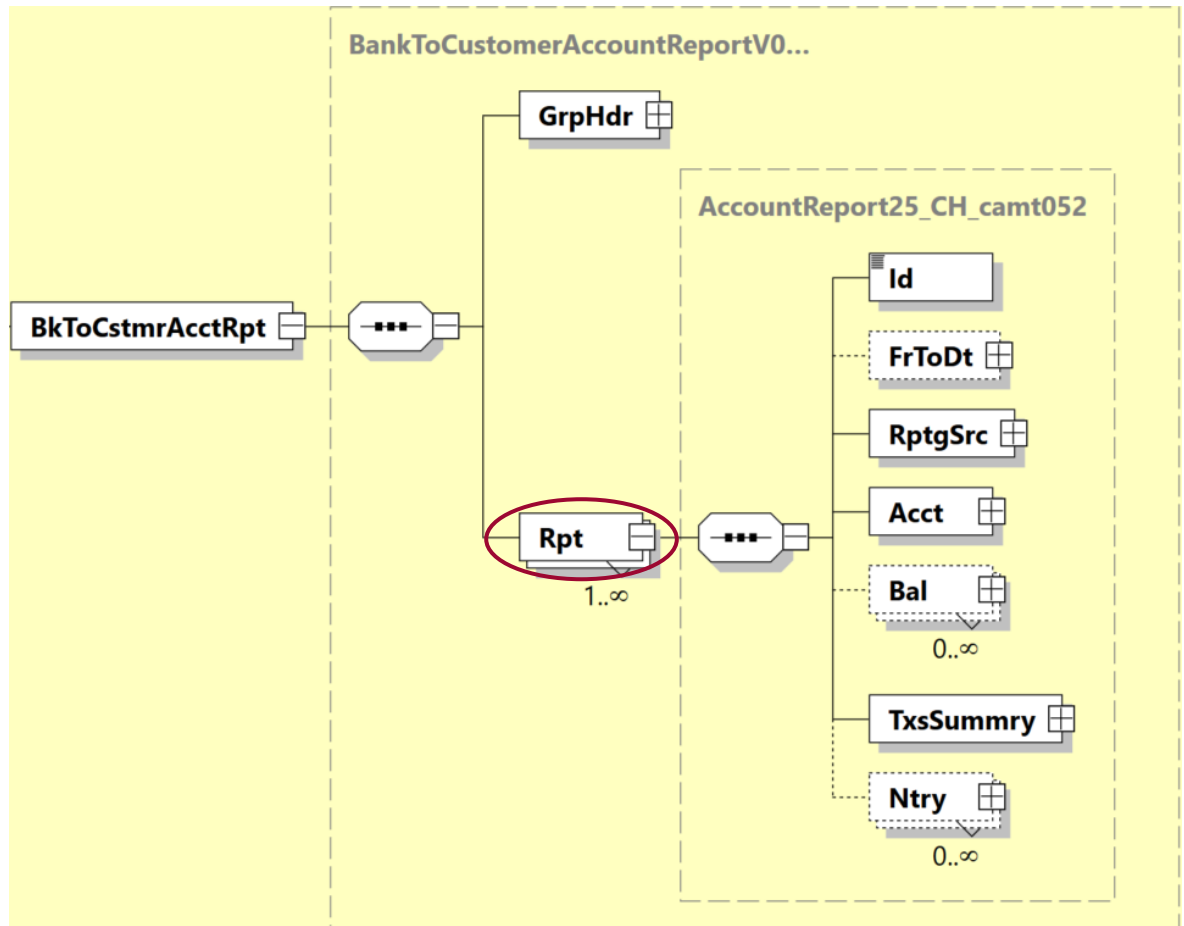 BankToCustomerAccountReportV0...
GrpHdr
AccountReport25_CH_camt052
Id
BkToCstmrAcctRpt
FrToDt
RptgSrc
Acct
Rpt
1..∞
Bal
0..∞
TxsSummry
Ntry
0..∞